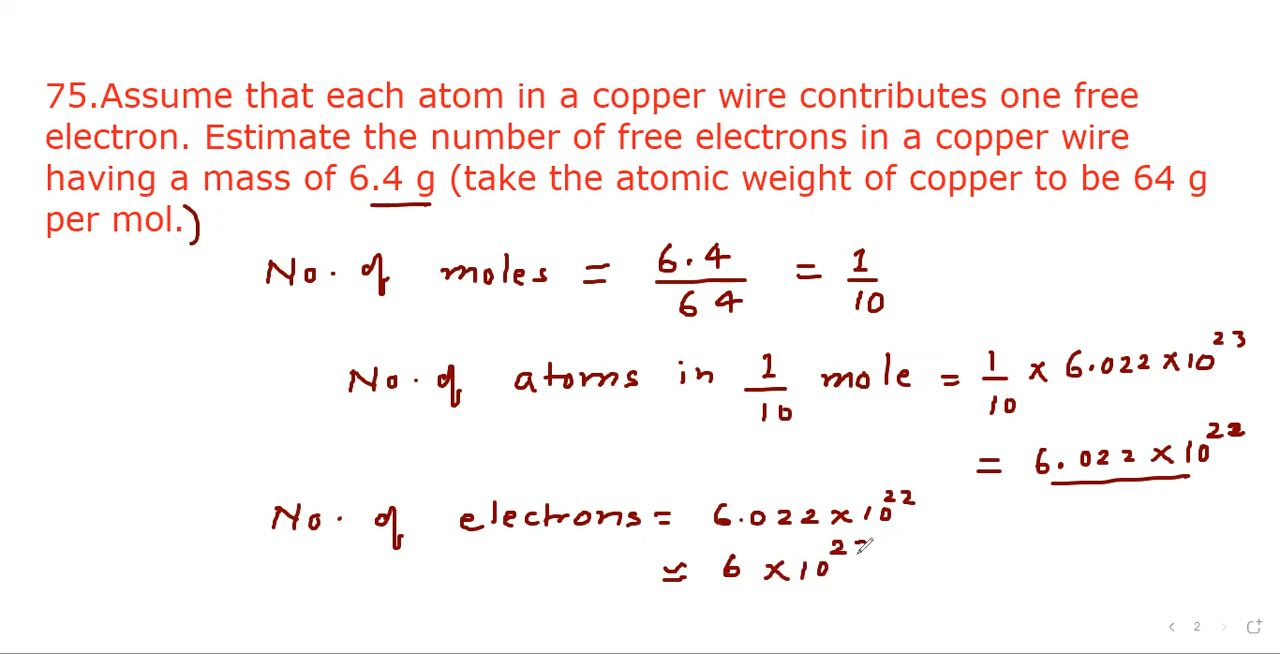 75.Assume that each atom in a copper wire contributes one free
electron. Estimate the number of free electrons in a copper wire
having a mass of 6.4 g (take the atomic weight of copper to be 64 g
per mol.)
No. of moles = 6.4/64 = 1/10
No. of atoms in 1/10 mole = 1/10 × 6.022 × 10^23
= 6.022 × 10^22
No. of electrons = 6.022 × 10^22
≃ 6 × 10^2
2